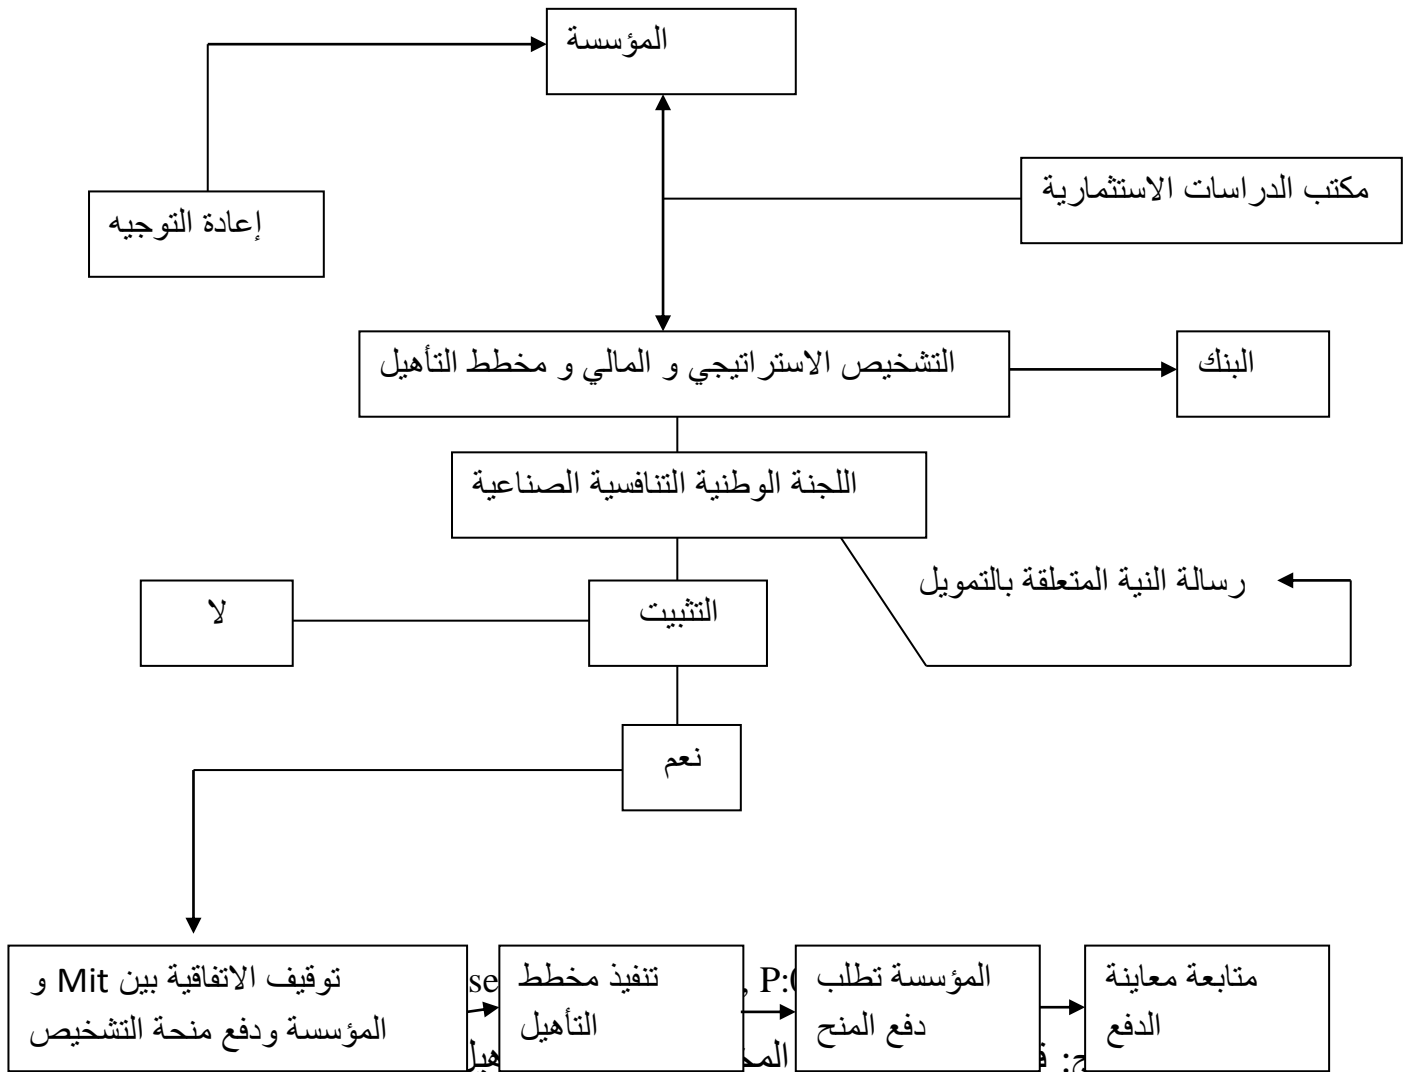 المؤسسة
مكتب الدراسات الاستثمارية
إعادة التوجيه
التشخيص الاستراتيجي و المالي و مخطط التأهيل
البنك
اللجنة الوطنية التنافسية الصناعية
رسالة النية المتعلقة بالتمويل
التثبيت
لا
نعم
توقيف الاتفاقية بين Mit و
المؤسسة ودفع منحة التشخيص
تنفيذ مخطط
التأهيل
المؤسسة تطلب
دفع المنح
متابعة معاينة
الدفع